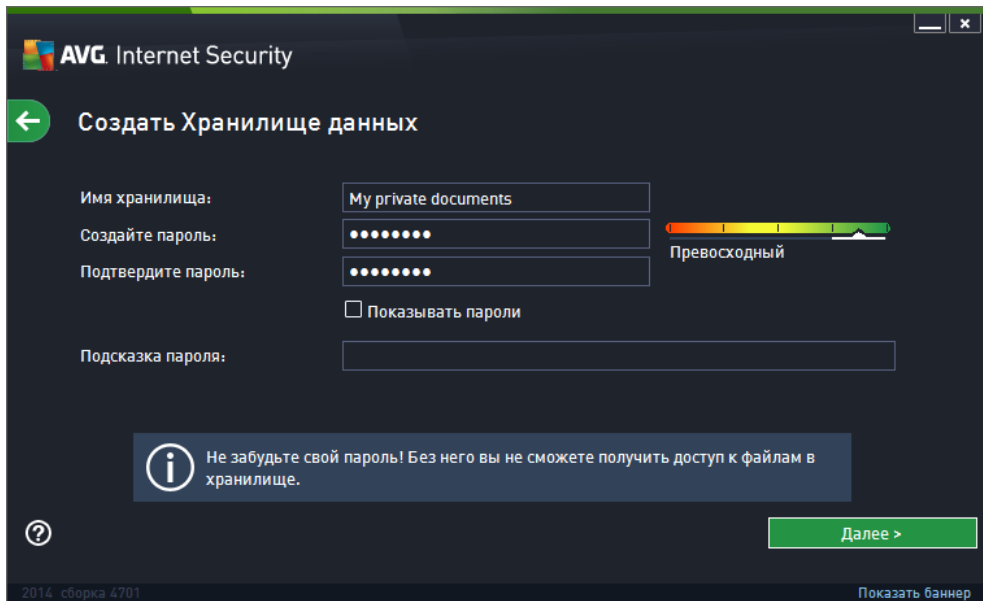 AVG. Internet Security
Создать Хранилище данных
Имя хранилища:
My private documents
Создайте пароль:
••••••••
Превосходный
Подтвердите пароль:
••••••••
Показывать пароли
Подсказка пароля:
Не забудьте свой пароль! Без него вы не сможете получить доступ к файлам в
хранилище.
Далее >
2014 сборка 4701
Показать баннер